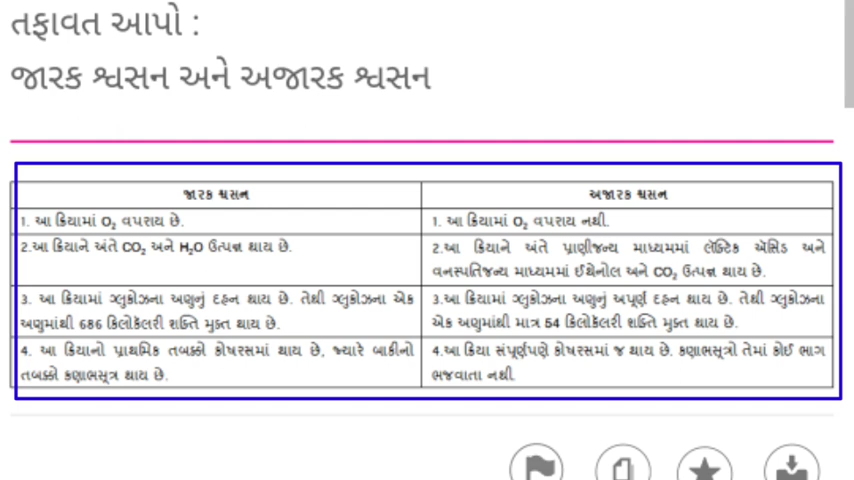 તફાવત આપો :
જારક શ્વસન અને અજારક શ્વસન
જારક શ્વસન
અજારક શ્વસન
1. આ ક્રિયામાં O₂ વપરાય છે.
1. આ ક્રિયામાં O₂ વપરાય નથી.
2.આ ક્રિયાને અંતે CO₂ અને H₂O ઉત્પન્ન થાય છે.
2.આ ક્રિયાને અંતે પ્રાણીજન્ય માધ્યમમાં લૅક્ટિક ઍસિડ અને
વનસ્પતિજન્ય માધ્યમમાં ઈથેનોલ અને CO₂ ઉત્પન્ન થાય છે.
3. આ ક્રિયામાં ગ્લુકોઝના અણુનું દહન થાય છે. તેથી ગ્લુકોઝના એક
અણુમાંથી 686 કિલોકૅલરી શક્તિ મુક્ત થાય છે.
3.આ ક્રિયામાં ગ્લુકોઝના અણુનું અપૂર્ણ દહન થાય છે. તેથી ગ્લુકોઝના
એક અણુમાંથી માત્ર 54 કિલોકૅલરી શક્તિ મુક્ત થાય છે.
4. આ ક્રિયાનો પ્રાથમિક તબક્કો કોષરસમાં થાય છે, જ્યારે બાકીનો
તબક્કો કણાભસૂત્ર થાય છે.
4.આ ક્રિયા સંપૂર્ણપણે કોષરસમાં જ થાય છે. કણાભસૂત્રો તેમાં કોઈ ભાગ
ભજવાતા નથી.